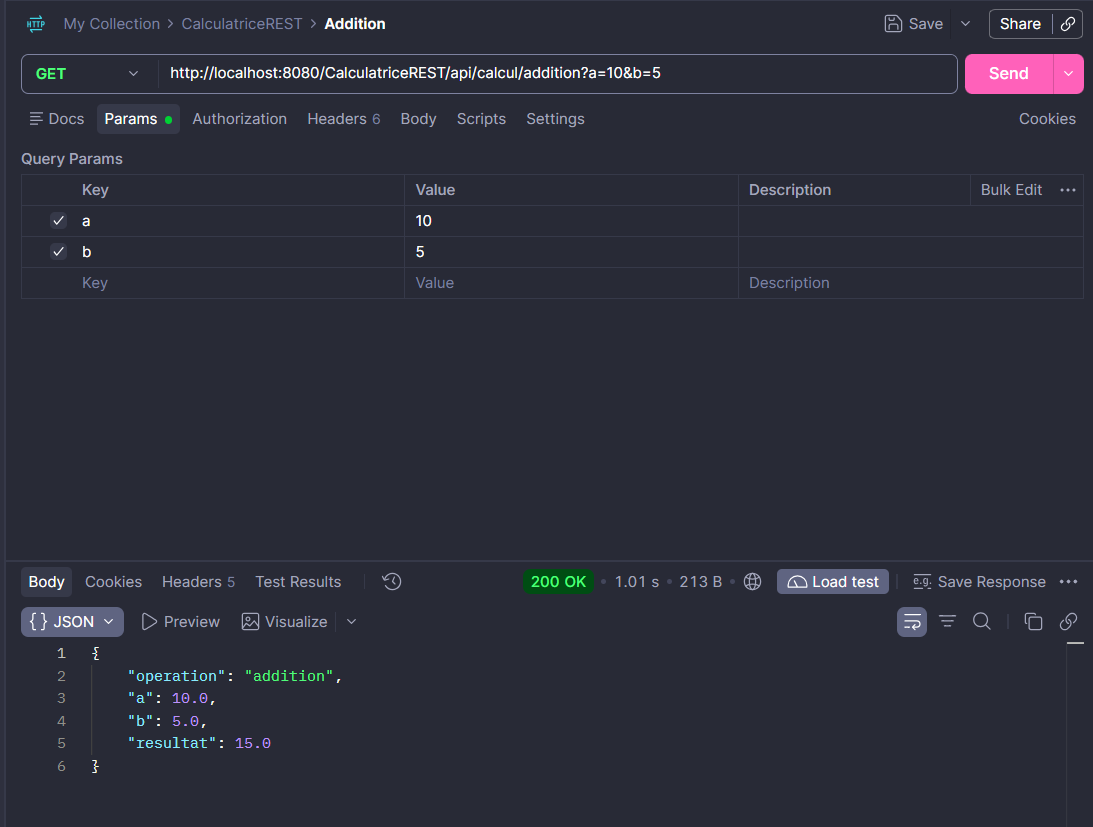 HTTP My Collection > CalculatriceREST > Addition Save Share
GET http://localhost:8080/CalculatriceREST/api/calcul/addition?a=10&b=5 Send
Docs Params Authorization Headers 6 Body Scripts Settings Cookies
Query Params
Key Value Description Bulk Edit
a 10
b 5
Key Value Description
Body Cookies Headers 5 Test Results 200 OK • 1.01 s • 213 B • Load test e.g. Save Response
{} JSON Preview Visualize
1 {
2 "operation": "addition",
3 "a": 10.0,
4 "b": 5.0,
5 "resultat": 15.0
6 }